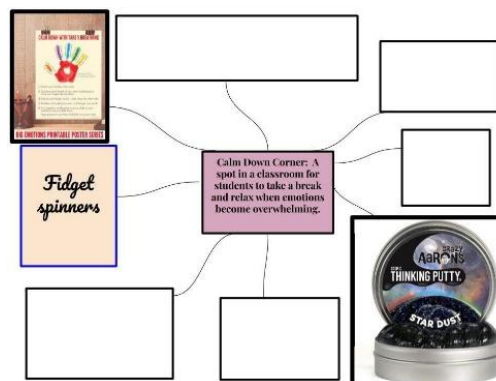 CALM DOWN WITH TAKE 5 BREATHING
BIG EMOTIONS PRINTABLE POSTER SERIES
Fidget
spinners
Calm Down Corner: A
spot in a classroom for
students to take a break
and relax when emotions
become overwhelming.
CRAZY
AARON'S
THINKING PUTTY
STAR DUST